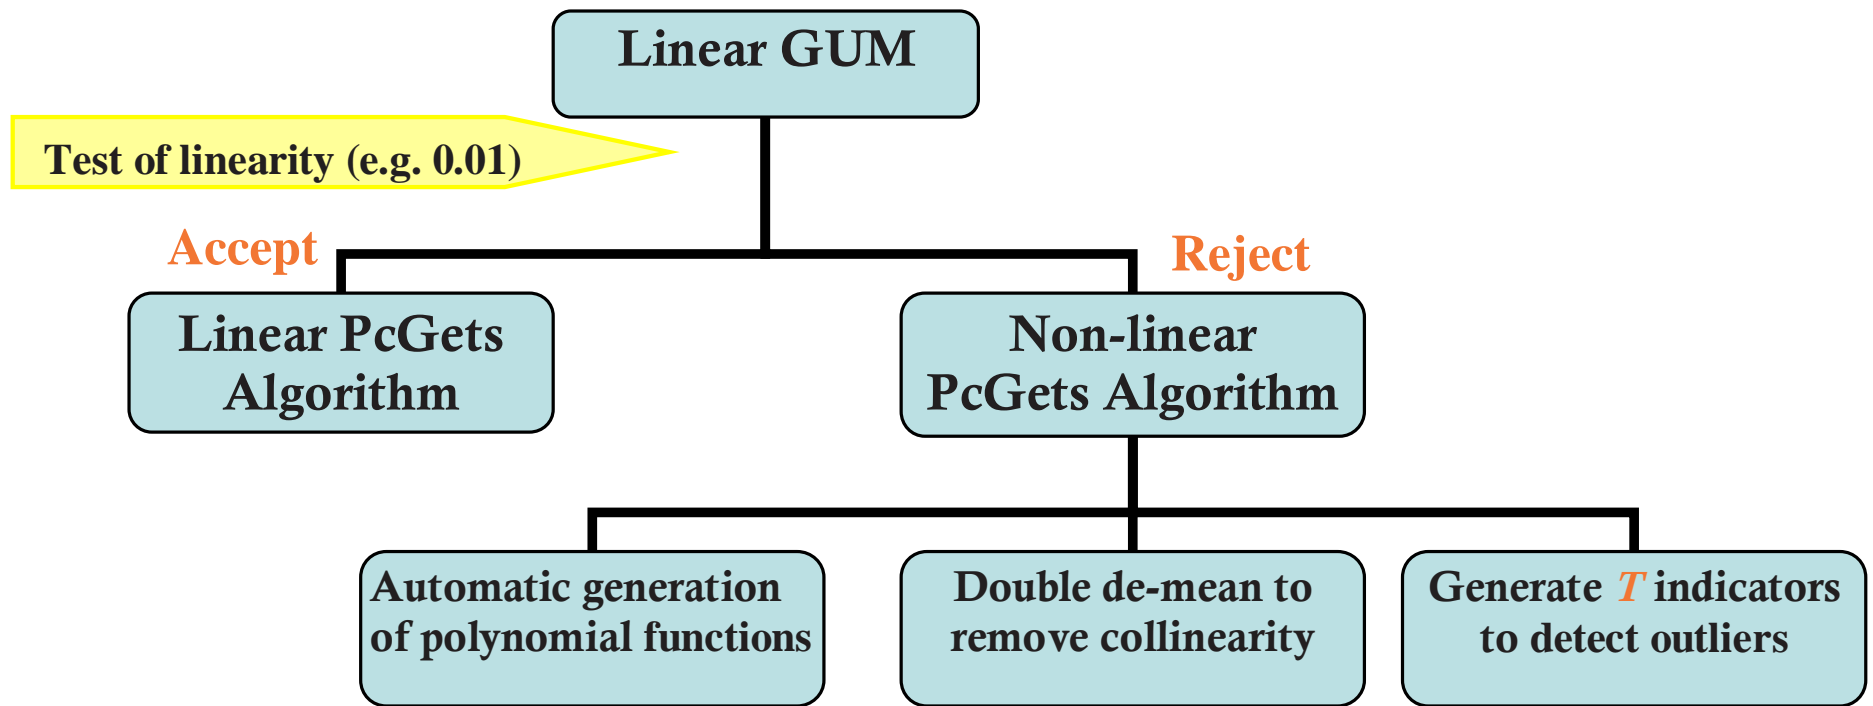 Linear GUM
Test of linearity (e.g. 0.01)
Accept
Reject
Linear PcGets
Algorithm
Non-linear
PcGets Algorithm
Automatic generation
of polynomial functions
Double de-mean to
remove collinearity
Generate T indicators
to detect outliers